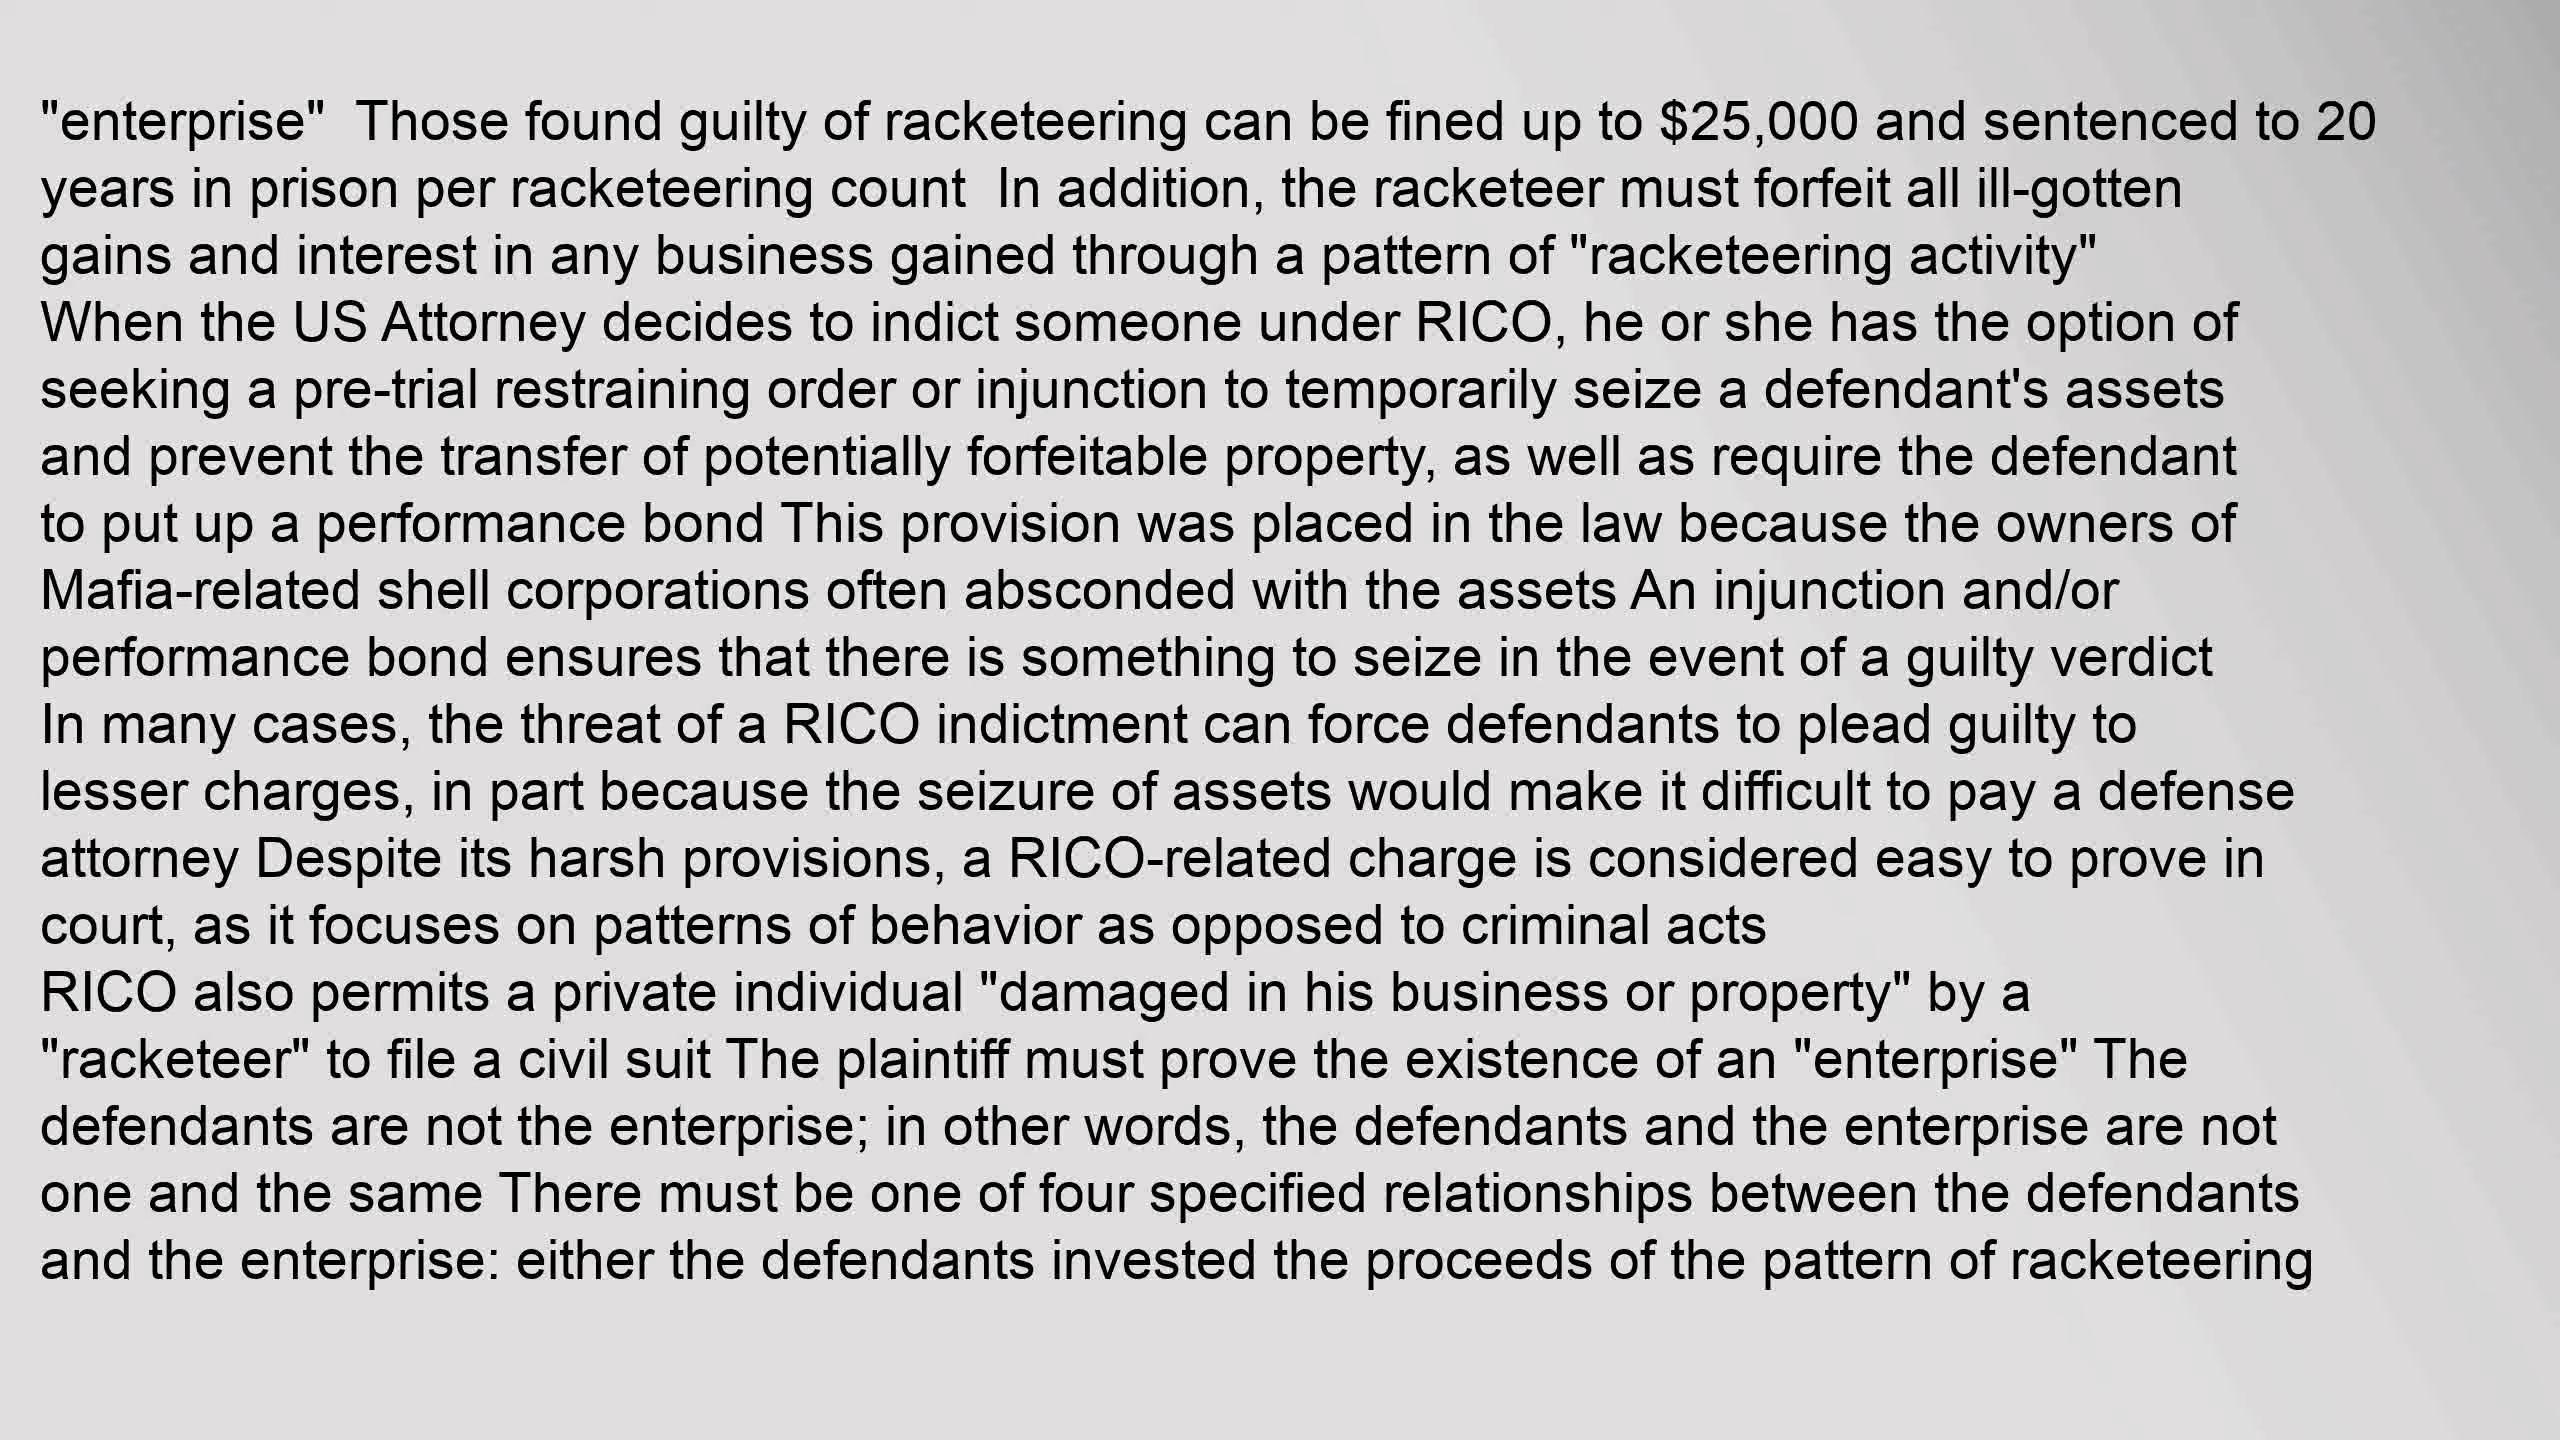 "enterprise"  Those found guilty of racketeering can be fined up to $25,000 and sentenced to 20
years in prison per racketeering count  In addition, the racketeer must forfeit all ill-gotten
gains and interest in any business gained through a pattern of "racketeering activity"
When the US Attorney decides to indict someone under RICO, he or she has the option of
seeking a pre-trial restraining order or injunction to temporarily seize a defendant's assets
and prevent the transfer of potentially forfeitable property, as well as require the defendant
to put up a performance bond This provision was placed in the law because the owners of
Mafia-related shell corporations often absconded with the assets An injunction and/or
performance bond ensures that there is something to seize in the event of a guilty verdict
In many cases, the threat of a RICO indictment can force defendants to plead guilty to
lesser charges, in part because the seizure of assets would make it difficult to pay a defense
attorney Despite its harsh provisions, a RICO-related charge is considered easy to prove in
court, as it focuses on patterns of behavior as opposed to criminal acts
RICO also permits a private individual "damaged in his business or property" by a
"racketeer" to file a civil suit The plaintiff must prove the existence of an "enterprise" The
defendants are not the enterprise; in other words, the defendants and the enterprise are not
one and the same There must be one of four specified relationships between the defendants
and the enterprise: either the defendants invested the proceeds of the pattern of racketeering